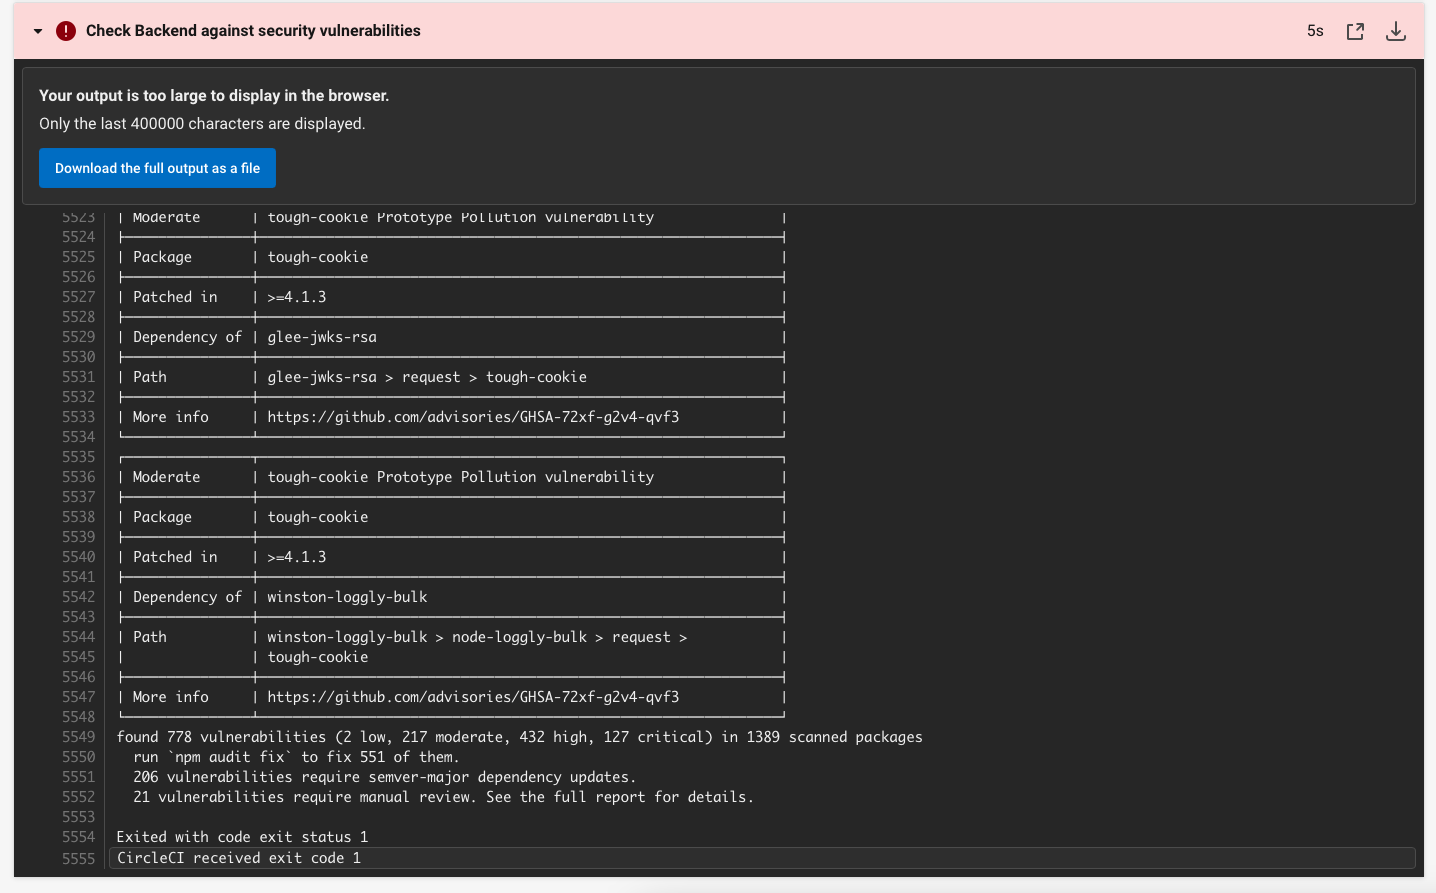 Check Backend against security vulnerabilities
5s
Your output is too large to display in the browser.
Only the last 400000 characters are displayed.
Download the full output as a file
5523 | Moderate | tough-cookie Prototype Pollution vulnerability |
5524
5525 | Package | tough-cookie |
5526
5527 | Patched in | >=4.1.3 |
5528
5529 | Dependency of | glee-jwks-rsa |
5530
5531 | Path | glee-jwks-rsa > request > tough-cookie |
5532
5533 | More info | https://github.com/advisories/GHSA-72xf-g2v4-qvf3 |
5534
5535
5536 | Moderate | tough-cookie Prototype Pollution vulnerability |
5537
5538 | Package | tough-cookie |
5539
5540 | Patched in | >=4.1.3 |
5541
5542 | Dependency of | winston-loggly-bulk |
5543
5544 | Path | winston-loggly-bulk > node-loggly-bulk > request > |
5545 | | tough-cookie |
5546
5547 | More info | https://github.com/advisories/GHSA-72xf-g2v4-qvf3 |
5548
5549 found 778 vulnerabilities (2 low, 217 moderate, 432 high, 127 critical) in 1389 scanned packages
5550 run `npm audit fix` to fix 551 of them.
5551 206 vulnerabilities require semver-major dependency updates.
5552 21 vulnerabilities require manual review. See the full report for details.
5553
5554 Exited with code exit status 1
5555 CircleCI received exit code 1